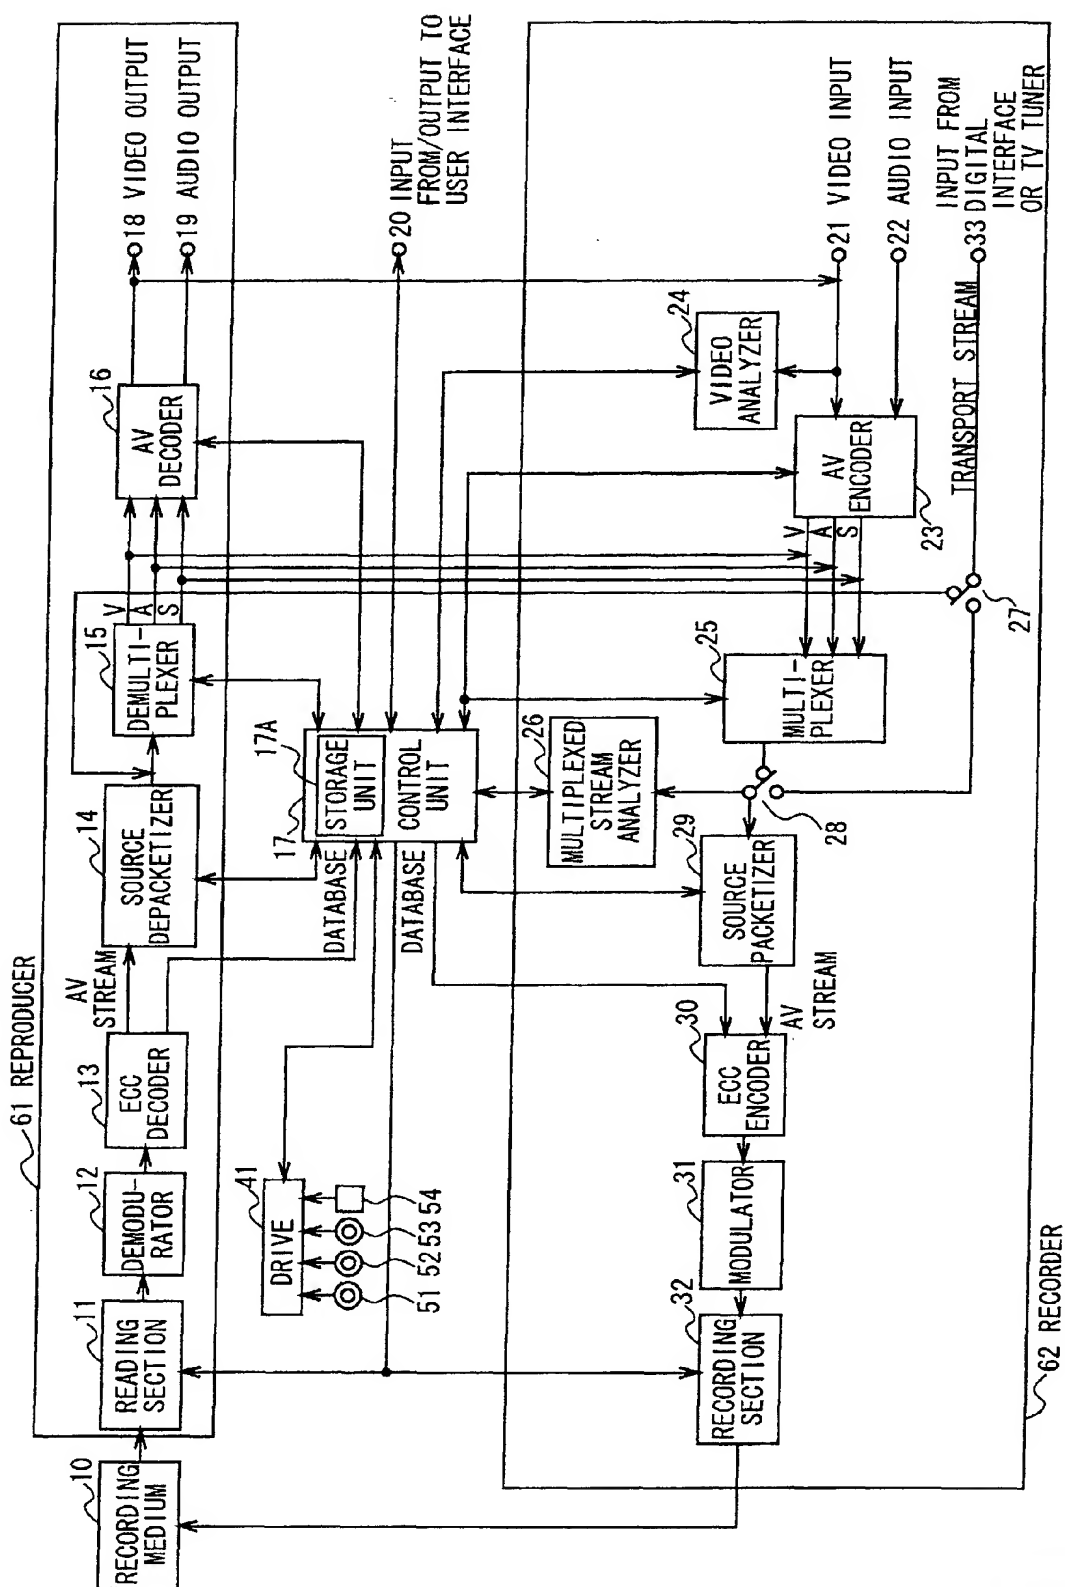 61 REPRODUCER
10
RECORDING
MEDIUM
11
READING
SECTION
12
DEMODU-
RATOR
13
ECC
DECODER
AV
STREAM
14
SOURCE
DEPACKETIZER
15
DEMULTI-
PLEXER
V
A
S
16
AV
DECODER
18 VIDEO OUTPUT
19 AUDIO OUTPUT
41
DRIVE
51
52
53
54
17
17A
STORAGE
UNIT
CONTROL
UNIT
DATABASE
DATABASE
20 INPUT
FROM/OUTPUT TO
USER INTERFACE
32
RECORDING
SECTION
31
MODULATOR
30
ECC
ENCODER
AV
STREAM
29
SOURCE
PACKETIZER
28
26
MULTIPLEXED
STREAM
ANALYZER
25
MULTI-
PLEXER
V
A
S
23
AV
ENCODER
24
VIDEO
ANALYZER
21 VIDEO INPUT
22 AUDIO INPUT
27
TRANSPORT STREAM
INPUT FROM
33 DIGITAL
INTERFACE
OR TV TUNER
62 RECORDER